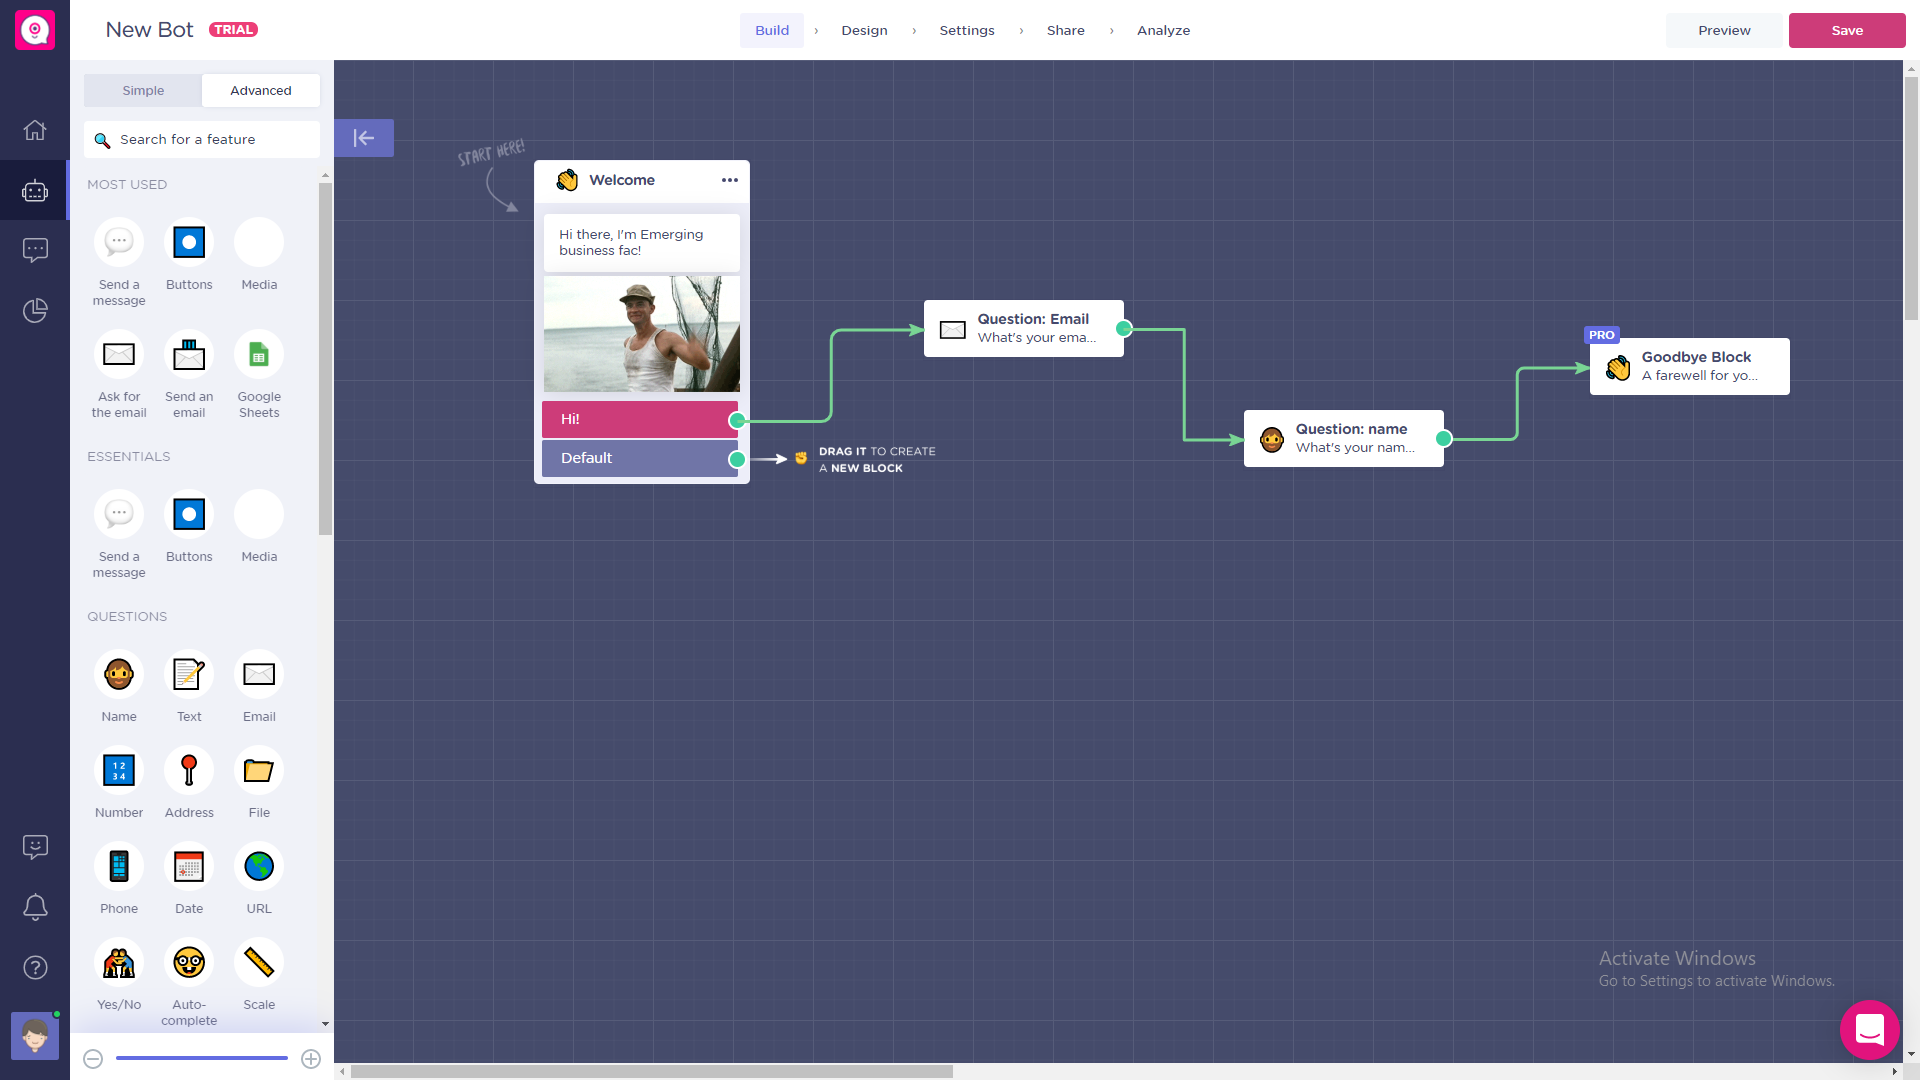 New Bot
TRIAL
Build › Design › Settings › Share › Analyze
Preview
Save
Simple
Advanced
Search for a feature
MOST USED
Send a
message
Buttons
Media
Ask for
the email
Send an
email
Google
Sheets
ESSENTIALS
Send a
message
Buttons
Media
QUESTIONS
Name
Text
Email
1 2
3 4
Number
Address
File
Phone
Date
URL
Yes/No
Auto-
complete
Scale
START HERE!
Welcome
Hi there, I'm Emerging
business fac!
Hi!
Default
DRAG IT TO CREATE
A NEW BLOCK
Question: Email
What's your ema...
Question: name
What's your nam...
PRO
Goodbye Block
A farewell for yo...
Activate Windows
Go to Settings to activate Windows.